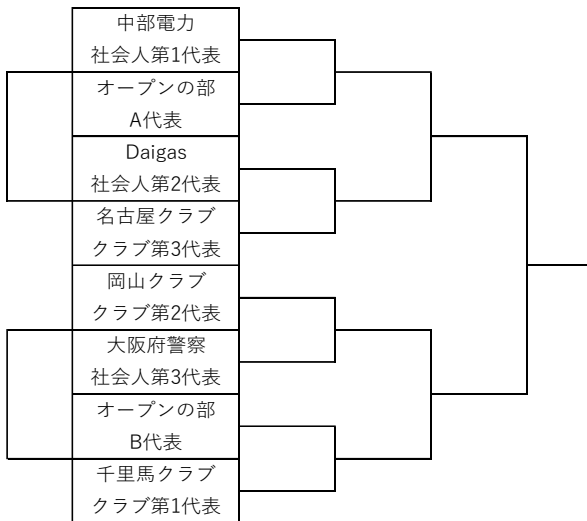 中部電力
社会人第1代表
オープンの部
A代表
Daigas
社会人第2代表
名古屋クラブ
クラブ第3代表
岡山クラブ
クラブ第2代表
大阪府警察
社会人第3代表
オープンの部
B代表
千里馬クラブ
クラブ第1代表